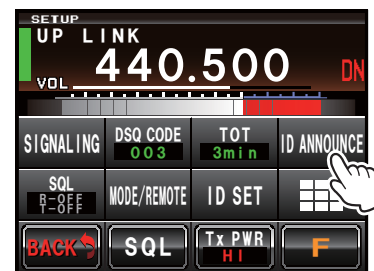 SETUP
UP LINK
VOL 440.500 DN
SIGNALING DSQ CODE TOT ID ANNOUNCE
003 3min
SQL MODE/REMOTE ID SET
R-OFF
T-OFF
BACK SQL Tx PWR F
HI